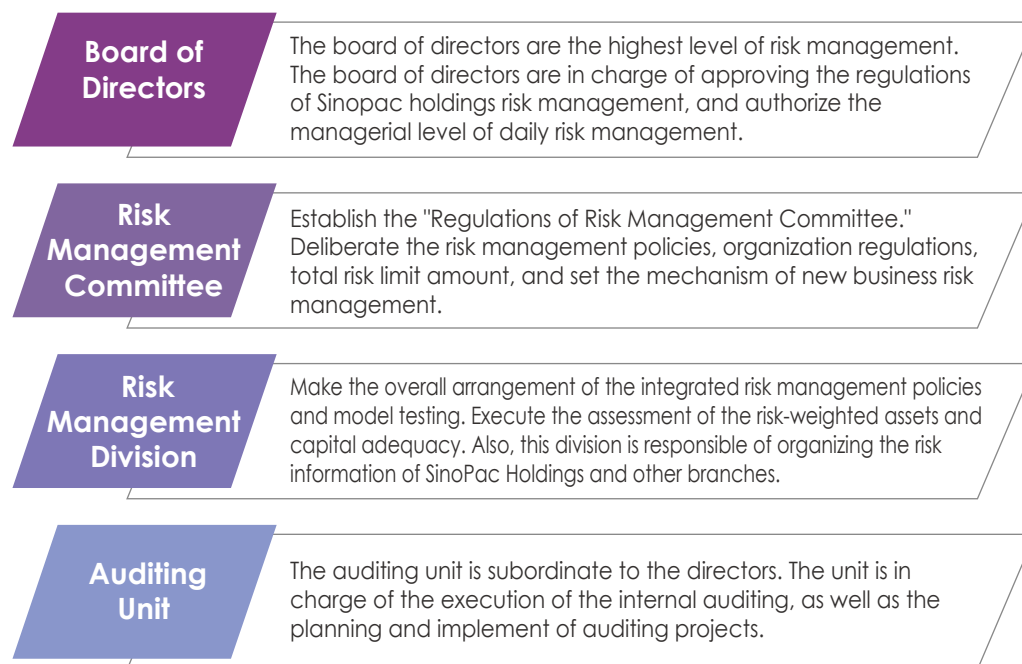 Board of
Directors
The board of directors are the highest level of risk management.
The board of directors are in charge of approving the regulations
of Sinopac holdings risk management, and authorize the
managerial level of daily risk management.
Risk
Management
Committee
Establish the "Regulations of Risk Management Committee."
Deliberate the risk management policies, organization regulations,
total risk limit amount, and set the mechanism of new business risk
management.
Risk
Management
Division
Make the overall arrangement of the integrated risk management policies
and model testing. Execute the assessment of the risk-weighted assets and
capital adequacy. Also, this division is responsible of organizing the risk
information of SinoPac Holdings and other branches.
Auditing
Unit
The auditing unit is subordinate to the directors. The unit is in
charge of the execution of the internal auditing, as well as the
planning and implement of auditing projects.